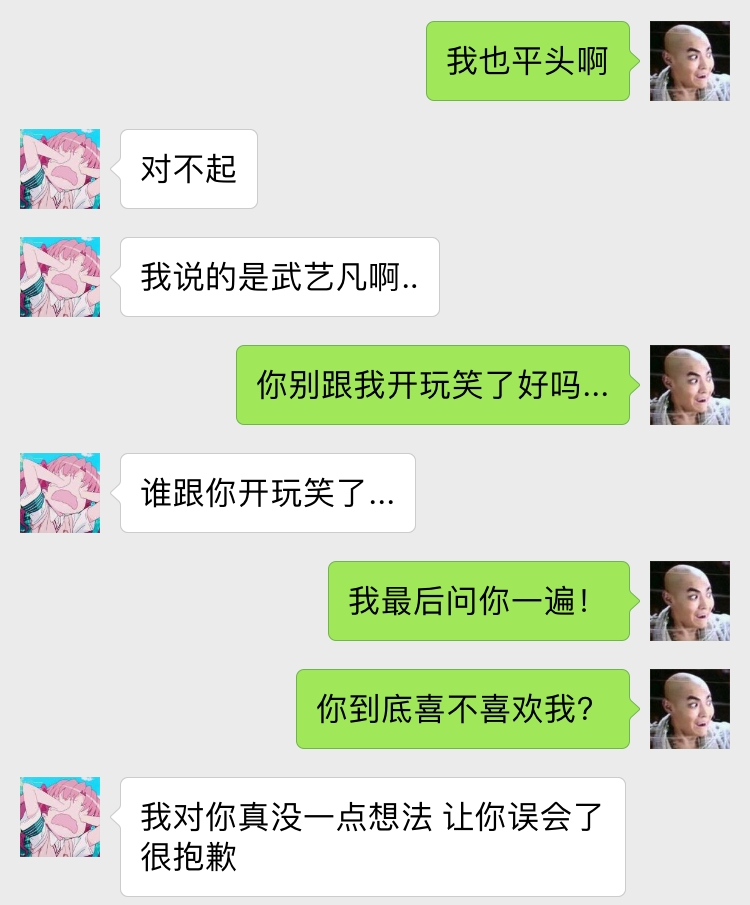 我也平头啊
对不起
我说的是武艺凡啊..
你别跟我开玩笑了好吗...
谁跟你开玩笑了...
我最后问你一遍！
你到底喜不喜欢我？
我对你真没一点想法 让你误会了
很抱歉